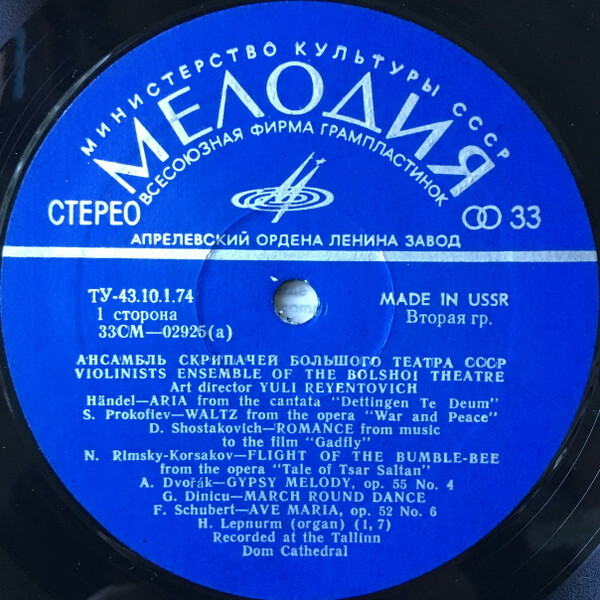 МИНИСТЕРСТВО КУЛЬТУРЫ СССР
МЕЛОДИЯ
ВСЕСОЮЗНАЯ ФИРМА ГРАМПЛАСТИНОК
СТЕРЕО
33
АПРЕЛЕВСКИЙ ОРДЕНА ЛЕНИНА ЗАВОД
ТУ-43.10.1.74
1 сторона
33СМ—02925(а)
MADE IN USSR
Вторая гр.
АНСАМБЛЬ СКРИПАЧЕЙ БОЛЬШОГО ТЕАТРА СССР
VIOLINISTS ENSEMBLE OF THE BOLSHOI THEATRE
Art director YULI REYENTOVICH
Händel—ARIA from the cantata "Dettingen Te Deum"
S. Prokofiev—WALTZ from the opera "War and Peace"
D. Shostakovich—ROMANCE from music
to the film "Gadfly"
N. Rimsky-Korsakov—FLIGHT OF THE BUMBLE-BEE
from the opera "Tale of Tsar Saltan"
A. Dvořák—GYPSY MELODY, op. 55 No. 4
G. Dinicu—MARCH ROUND DANCE
F. Schubert—AVE MARIA, op. 52 No. 6
H. Lepnurm (organ) (1, 7)
Recorded at the Tallinn
Dom Cathedral